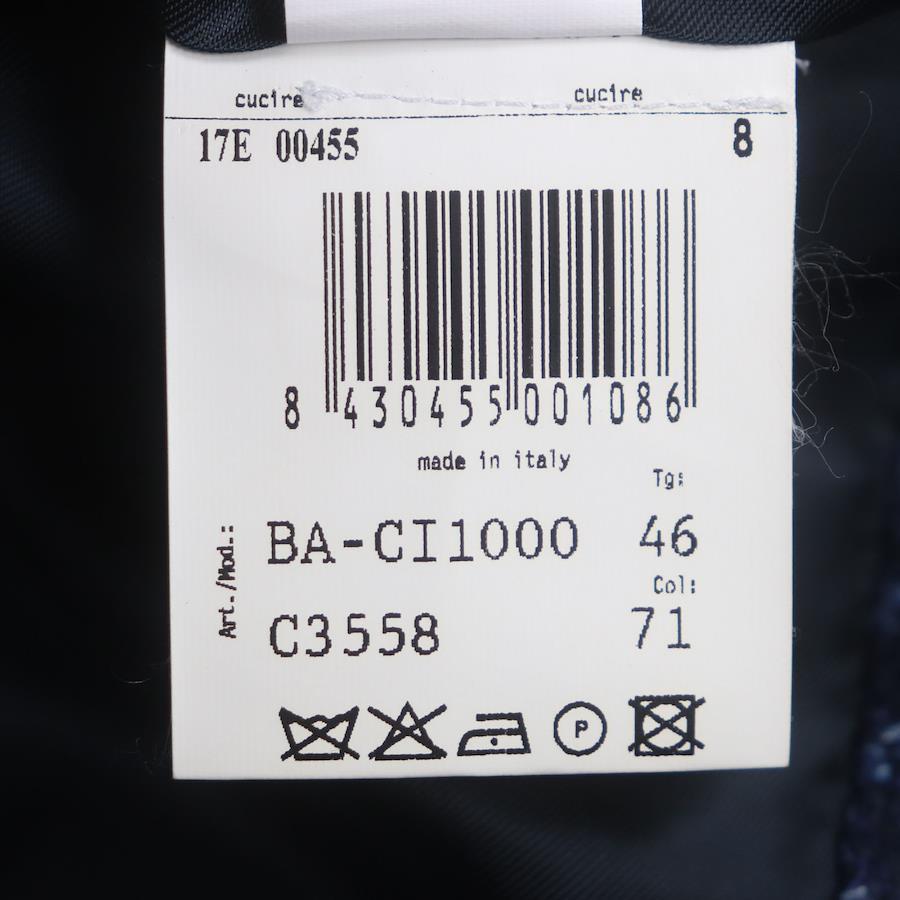 cucire cucire
17E 00455 8
8 430455 001086
made in italy
Tg:
Art./Mod.: BA-CI1000 46
Col:
C3558 71
P